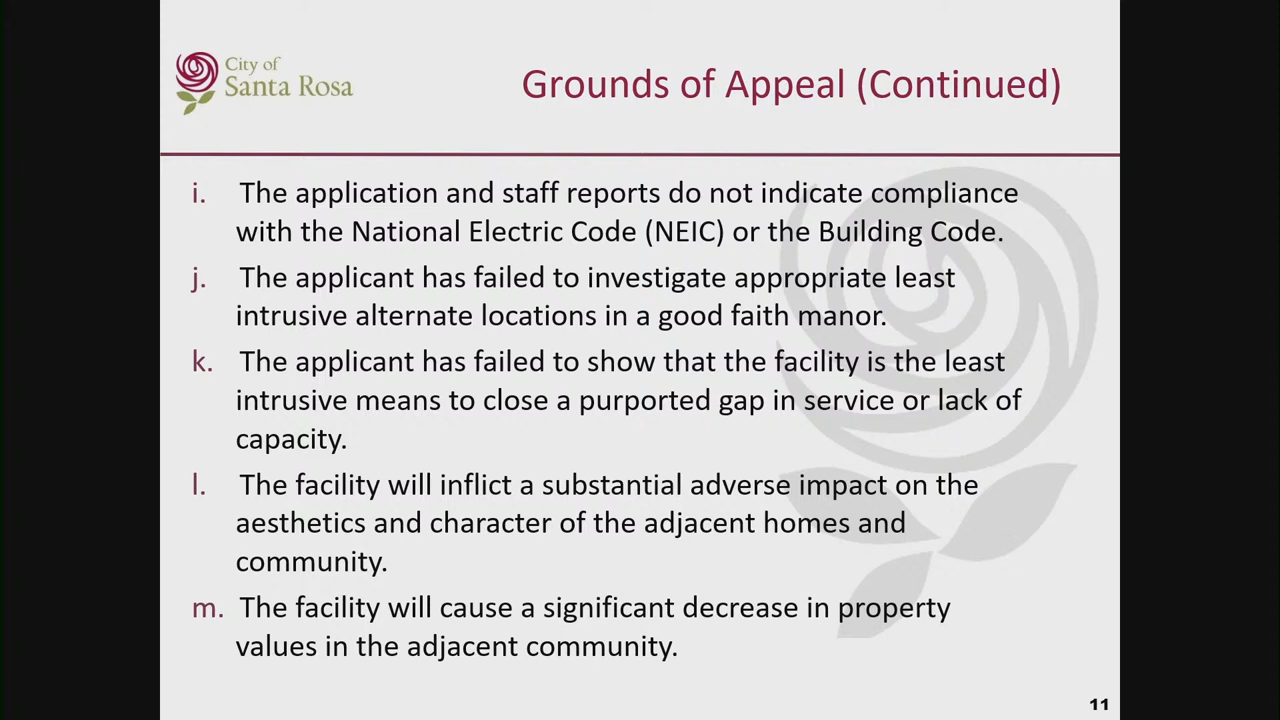 City of
Santa Rosa
Grounds of Appeal (Continued)
i. The application and staff reports do not indicate compliance
with the National Electric Code (NEIC) or the Building Code.
j. The applicant has failed to investigate appropriate least
intrusive alternate locations in a good faith manor.
k. The applicant has failed to show that the facility is the least
intrusive means to close a purported gap in service or lack of
capacity.
l. The facility will inflict a substantial adverse impact on the
aesthetics and character of the adjacent homes and
community.
m. The facility will cause a significant decrease in property
values in the adjacent community.
11